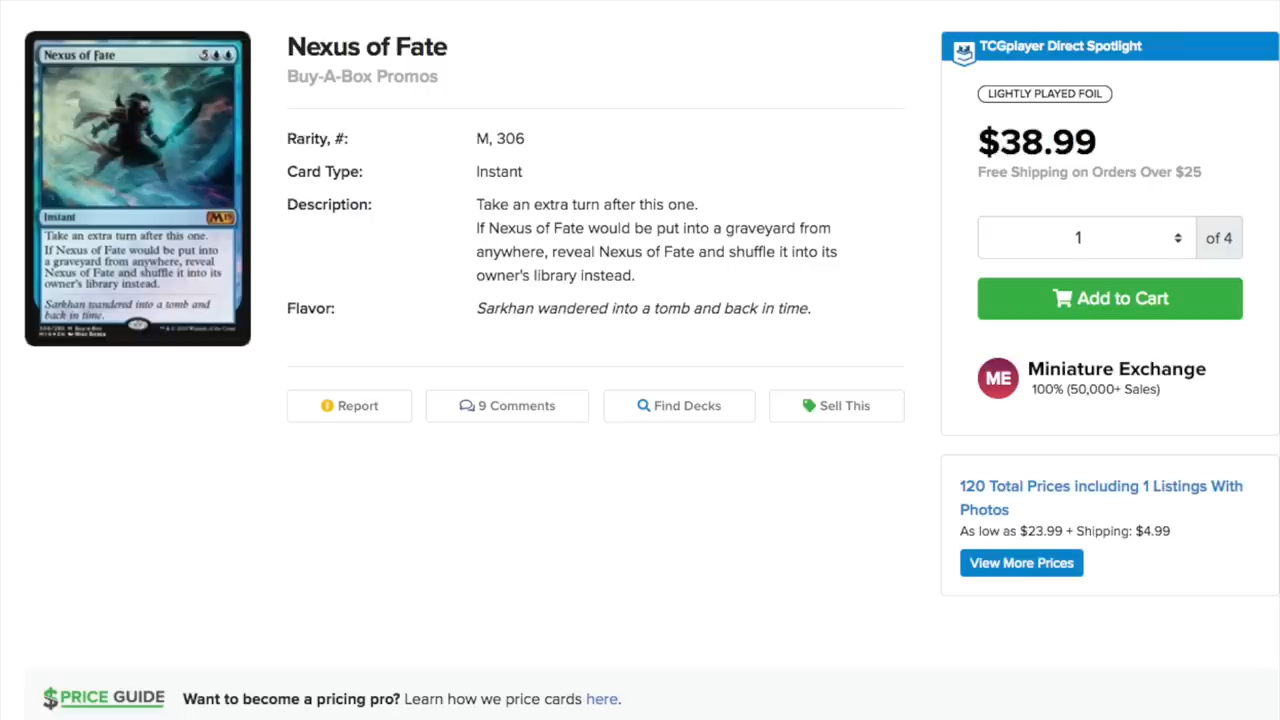 Nexus of Fate
5
Instant
M19
Take an extra turn after this one.
If Nexus of Fate would be put into
a graveyard from anywhere, reveal
Nexus of Fate and shuffle it into its
owner's library instead.
Sarkhan wandered into a tomb and
back in time.
Nexus of Fate
Buy-A-Box Promos
Rarity, #: M, 306
Card Type: Instant
Description: Take an extra turn after this one.
If Nexus of Fate would be put into a graveyard from
anywhere, reveal Nexus of Fate and shuffle it into its
owner's library instead.
Flavor: Sarkhan wandered into a tomb and back in time.
Report
9 Comments
Find Decks
Sell This
TCGplayer Direct Spotlight
LIGHTLY PLAYED FOIL
$38.99
Free Shipping on Orders Over $25
1 of 4
Add to Cart
ME
Miniature Exchange
100% (50,000+ Sales)
120 Total Prices including 1 Listings With
Photos
As low as $23.99 + Shipping: $4.99
View More Prices
$PRICE GUIDE Want to become a pricing pro? Learn how we price cards here.